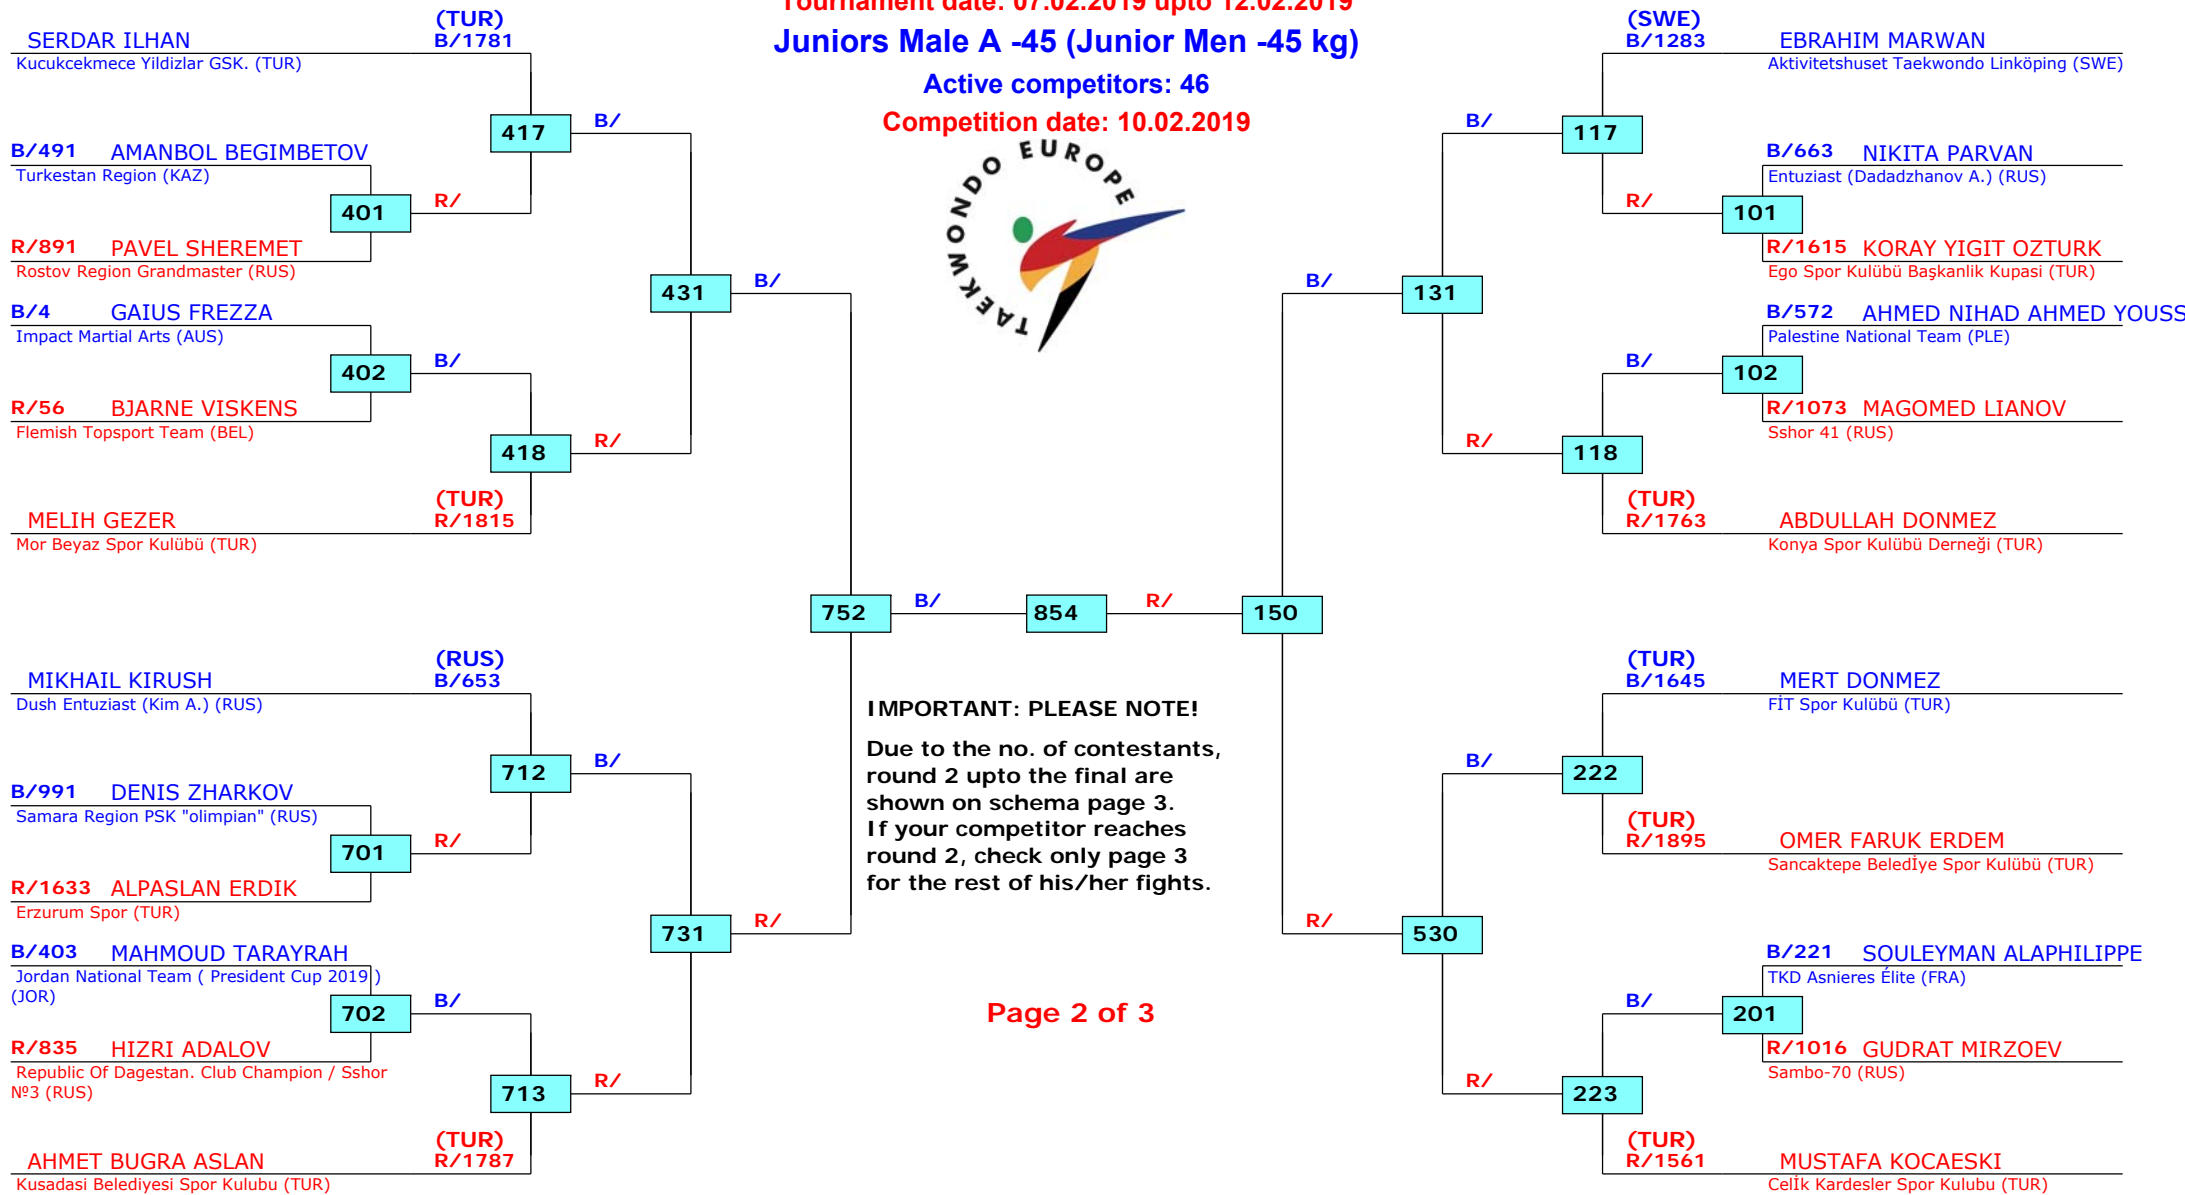 Tournament date: 07.02.2019 upto 12.02.2019
Juniors Male A -45 (Junior Men -45 kg)
Active competitors: 46
Competition date: 10.02.2019
TAEKWONDO EUROPE
(TUR)
SERDAR ILHAN B/1781
Kucukcekmece Yildizlar GSK. (TUR)
417 B/
B/491 AMANBOL BEGIMBETOV
Turkestan Region (KAZ)
401 R/
R/891 PAVEL SHEREMET
Rostov Region Grandmaster (RUS)
431 B/
B/4 GAIUS FREZZA
Impact Martial Arts (AUS)
402 B/
R/56 BJARNE VISKENS
Flemish Topsport Team (BEL)
418 R/
(TUR)
MELIH GEZER R/1815
Mor Beyaz Spor Kulübü (TUR)
752 B/ 854 R/ 150
(RUS)
MIKHAIL KIRUSH B/653
Dush Entuziast (Kim A.) (RUS)
712 B/
B/991 DENIS ZHARKOV
Samara Region PSK "olimpian" (RUS)
701 R/
R/1633 ALPASLAN ERDIK
Erzurum Spor (TUR)
731 R/
B/403 MAHMOUD TARAYRAH
Jordan National Team ( President Cup 2019 )
(JOR)
702 B/
R/835 HIZRI ADALOV
Republic Of Dagestan. Club Champion / Sshor
№3 (RUS)
713 R/
(TUR)
AHMET BUGRA ASLAN R/1787
Kusadasi Belediyesi Spor Kulubu (TUR)
IMPORTANT: PLEASE NOTE!
Due to the no. of contestants,
round 2 upto the final are
shown on schema page 3.
If your competitor reaches
round 2, check only page 3
for the rest of his/her fights.
Page 2 of 3
(SWE)
B/1283 EBRAHIM MARWAN
Aktivitetshuset Taekwondo Linköping (SWE)
B/ 117
B/663 NIKITA PARVAN
Entuziast (Dadadzhanov A.) (RUS)
R/ 101
R/1615 KORAY YIGIT OZTURK
Ego Spor Kulübü Başkanlik Kupasi (TUR)
B/ 131
B/572 AHMED NIHAD AHMED YOUSS
Palestine National Team (PLE)
B/ 102
R/1073 MAGOMED LIANOV
Sshor 41 (RUS)
R/ 118
(TUR)
R/1763 ABDULLAH DONMEZ
Konya Spor Kulübü Derneği (TUR)
(TUR)
B/1645 MERT DONMEZ
FİT Spor Kulübü (TUR)
B/ 222
(TUR)
R/1895 OMER FARUK ERDEM
Sancaktepe Beledİye Spor Kulübü (TUR)
R/ 530
B/221 SOULEYMAN ALAPHILIPPE
TKD Asnieres Élite (FRA)
B/ 201
R/1016 GUDRAT MIRZOEV
Sambo-70 (RUS)
R/ 223
(TUR)
R/1561 MUSTAFA KOCAESKI
Celİk Kardesler Spor Kulubu (TUR)